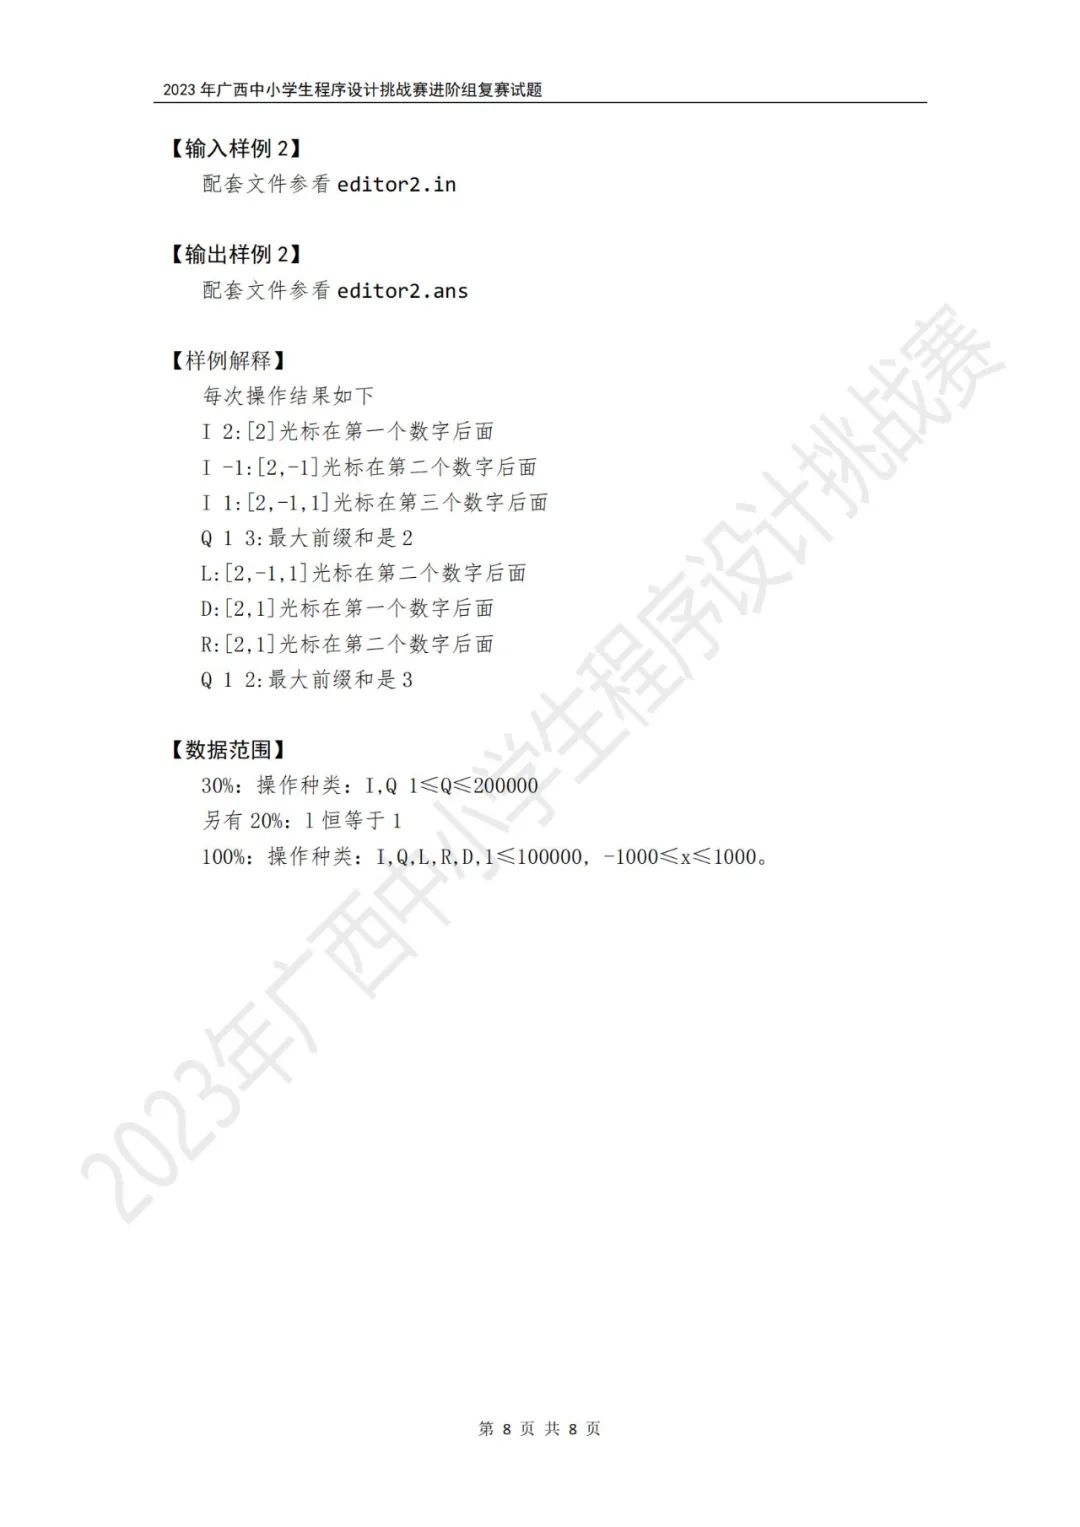 2023 年广西中小学生程序设计挑战赛进阶组复赛试题
【输入样例 2】
配套文件参看 editor2.in
【输出样例 2】
配套文件参看 editor2.ans
【样例解释】
每次操作结果如下
I 2:[2]光标在第一个数字后面
I -1:[2,-1]光标在第二个数字后面
I 1:[2,-1,1]光标在第三个数字后面
Q 1 3:最大前缀和是 2
L:[2,-1,1]光标在第二个数字后面
D:[2,1]光标在第一个数字后面
R:[2,1]光标在第二个数字后面
Q 1 2:最大前缀和是 3
【数据范围】
30%: 操作种类: I,Q 1≤Q≤200000
另有 20%: l 恒等于 1
100%: 操作种类: I,Q,L,R,D,1≤100000, -1000≤x≤1000。
2023年广西中小学生程序设计挑战赛
第 8 页 共 8 页